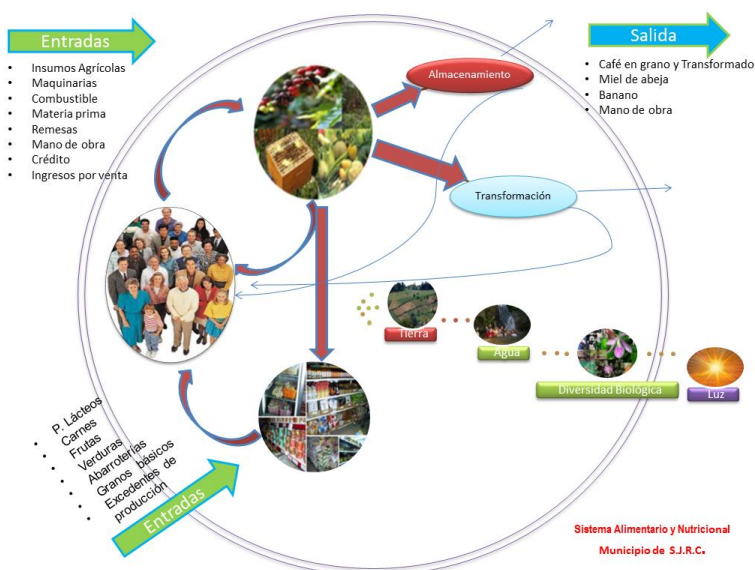 Entradas
Insumos Agrícolas
Maquinarias
Combustible
Materia prima
Remesas
Mano de obra
Crédito
Ingresos por venta
Almacenamiento
Salida
Café en grano y Transformado
Miel de abeja
Banano
Mano de obra
Transformación
Tierra
Agua
Diversidad Biológica
Luz
P. Lácteos
Carnes
Frutas
Verduras
Abarroterías
Granos básicos
Excedentes de
producción
Entradas
Sistema Alimentario y Nutricional
Municipio de S.J.R.C.